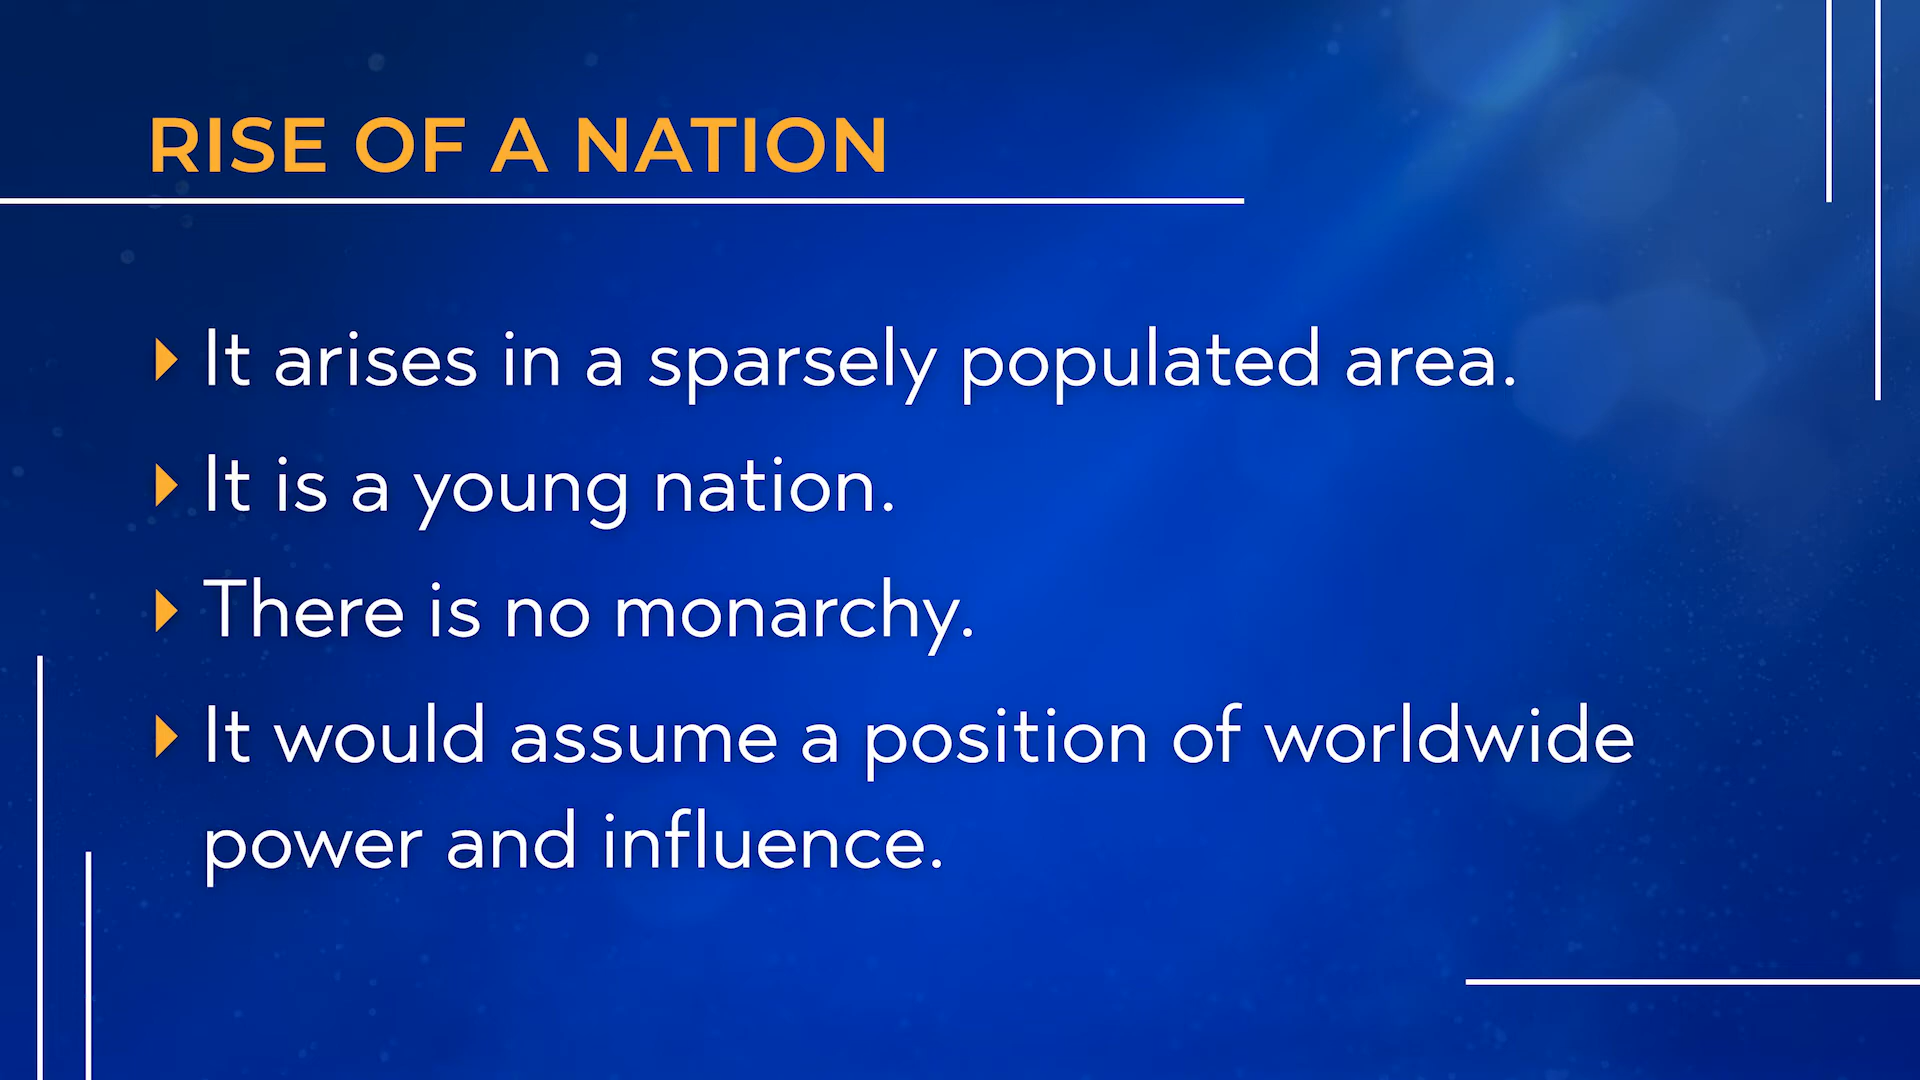 RISE OF A NATION
It arises in a sparsely populated area.
It is a young nation.
There is no monarchy.
It would assume a position of worldwide
power and influence.